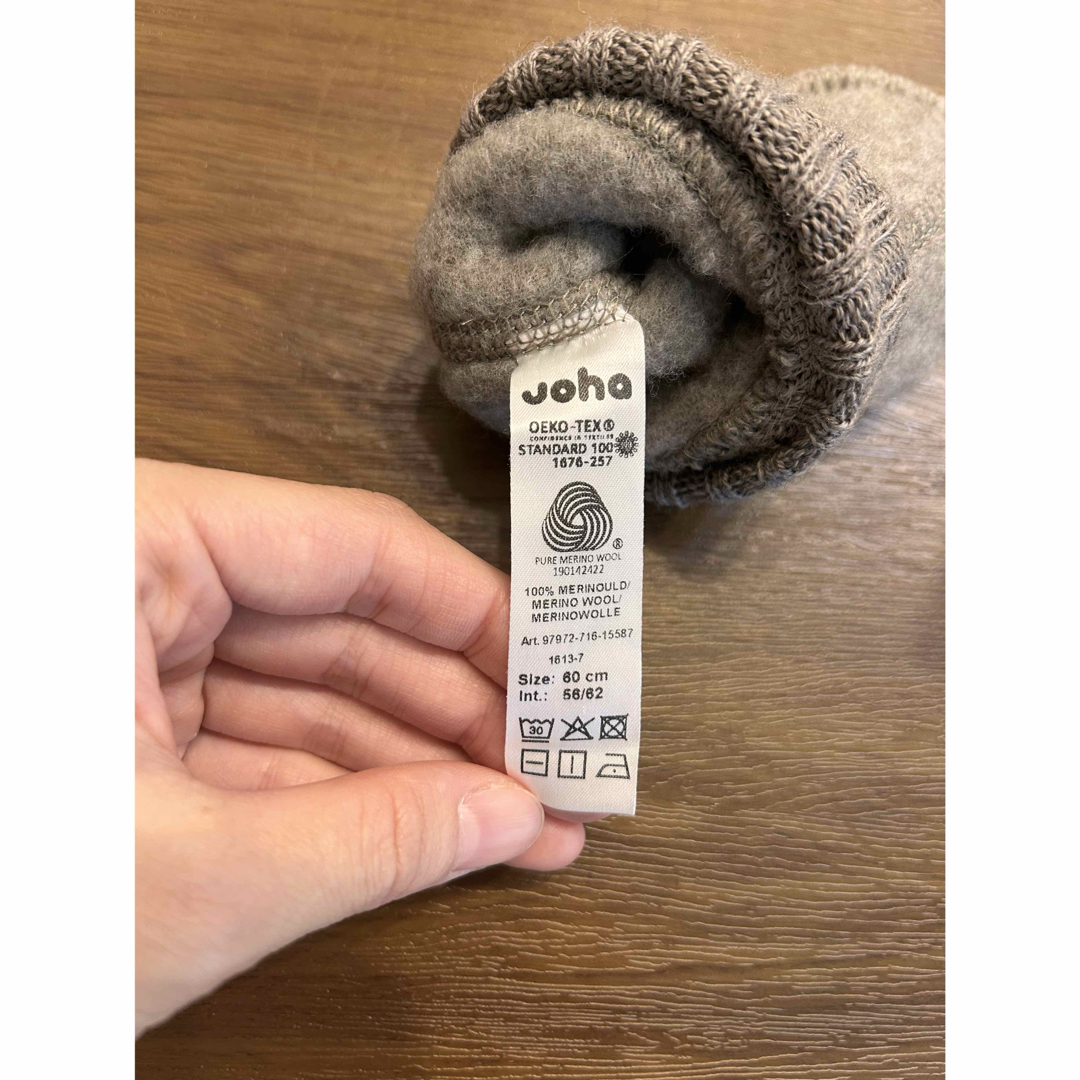 Joha
OEKO-TEX®
CONFIDENCE IN TEXTILES
STANDARD 100
1676-257
®
PURE MERINO WOOL
190142422
100% MERINOULD/
MERINO WOOL/
MERINOWOLLE
Art. 97972-716-15587
1613-7
Size: 60 cm
Int.: 56/62
30